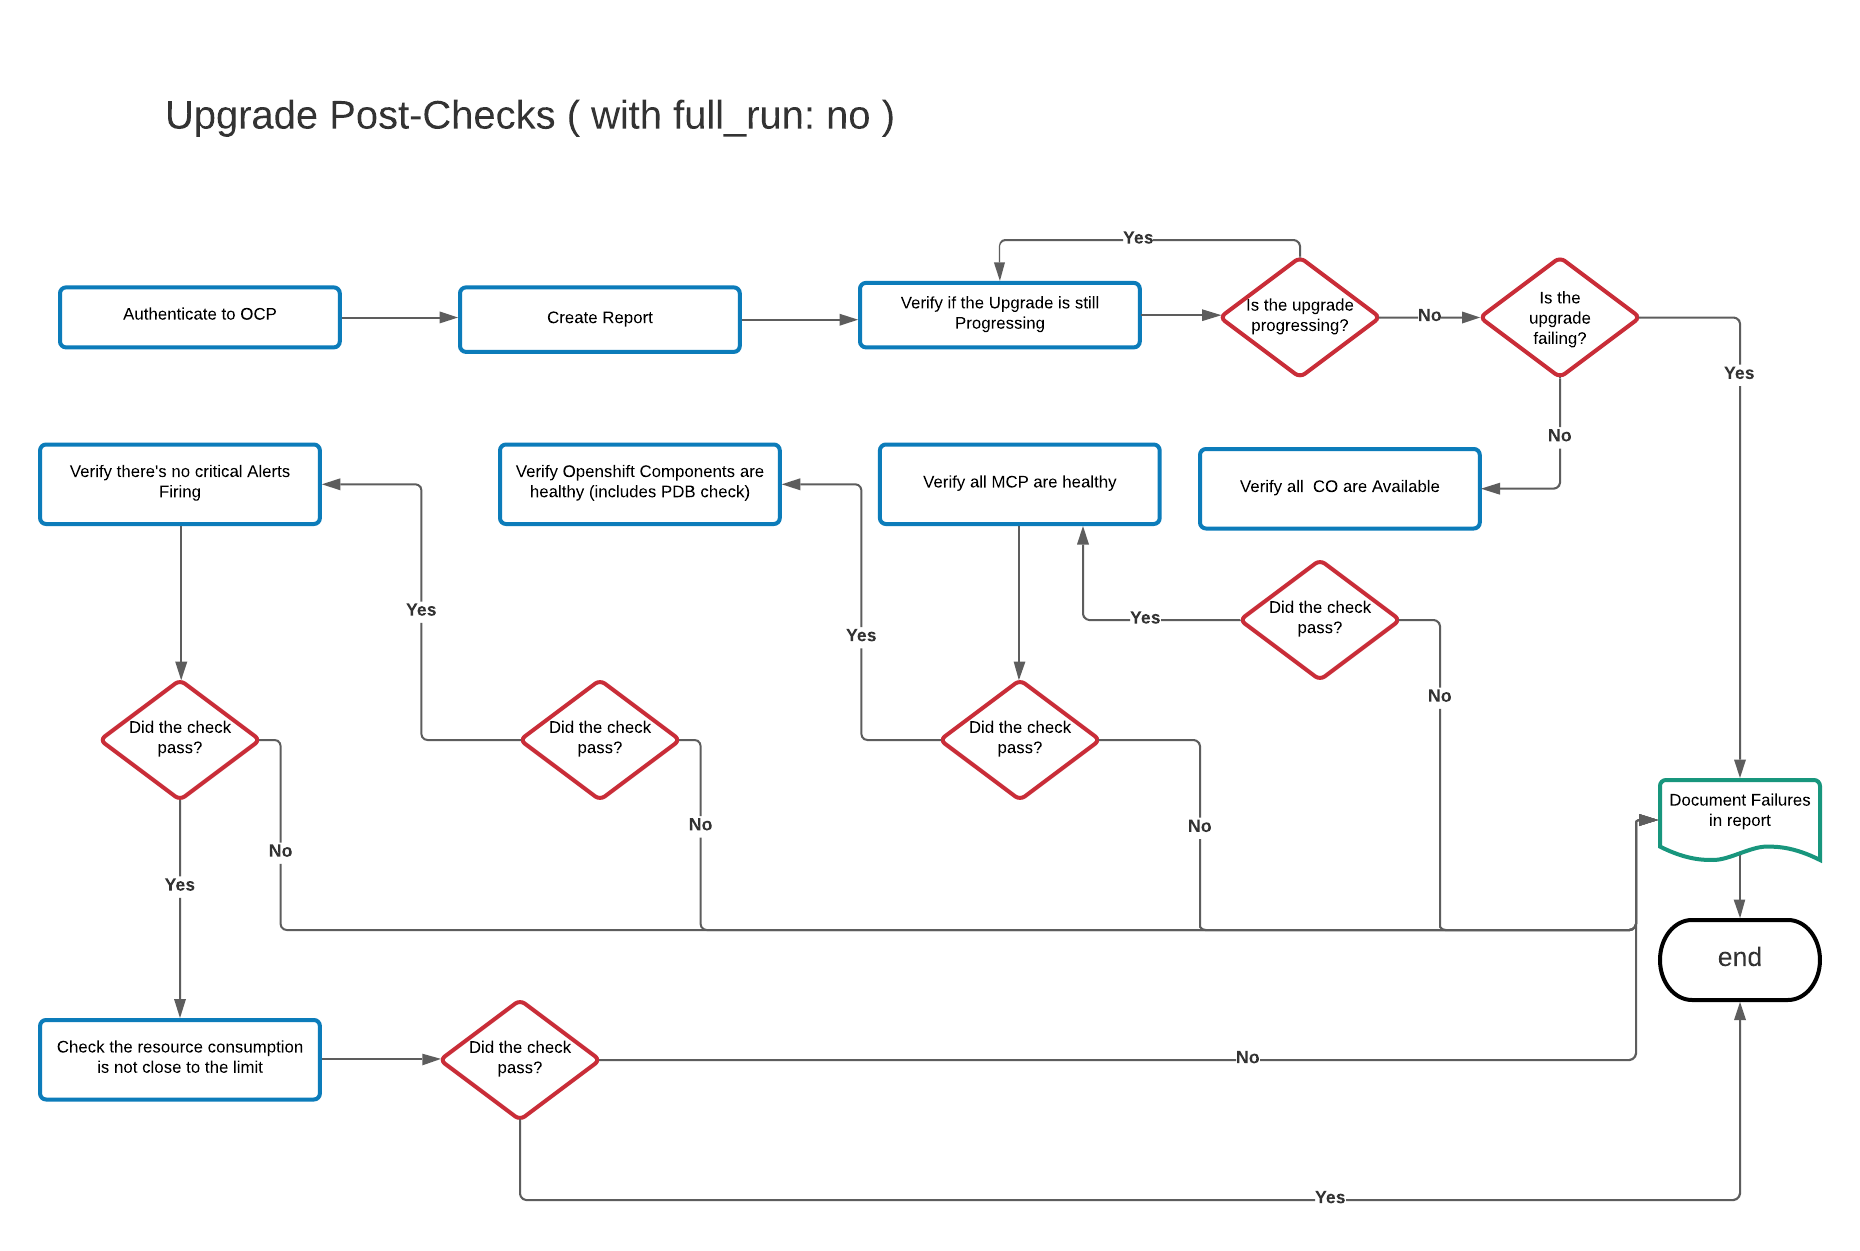 Upgrade Post-Checks ( with full_run: no )
Yes
Authenticate to OCP
Create Report
Verify if the Upgrade is still
Progressing
Is the upgrade
progressing?
No
Is the
upgrade
failing?
Yes
No
Verify there's no critical Alerts
Firing
Verify Openshift Components are
healthy (includes PDB check)
Verify all MCP are healthy
Verify all  CO are Available
Yes
Yes
Yes
Did the check
pass?
No
Did the check
pass?
Did the check
pass?
Did the check
pass?
No
No
No
Yes
Document Failures
in report
end
Check the resource consumption
is not close to the limit
Did the check
pass?
No
Yes